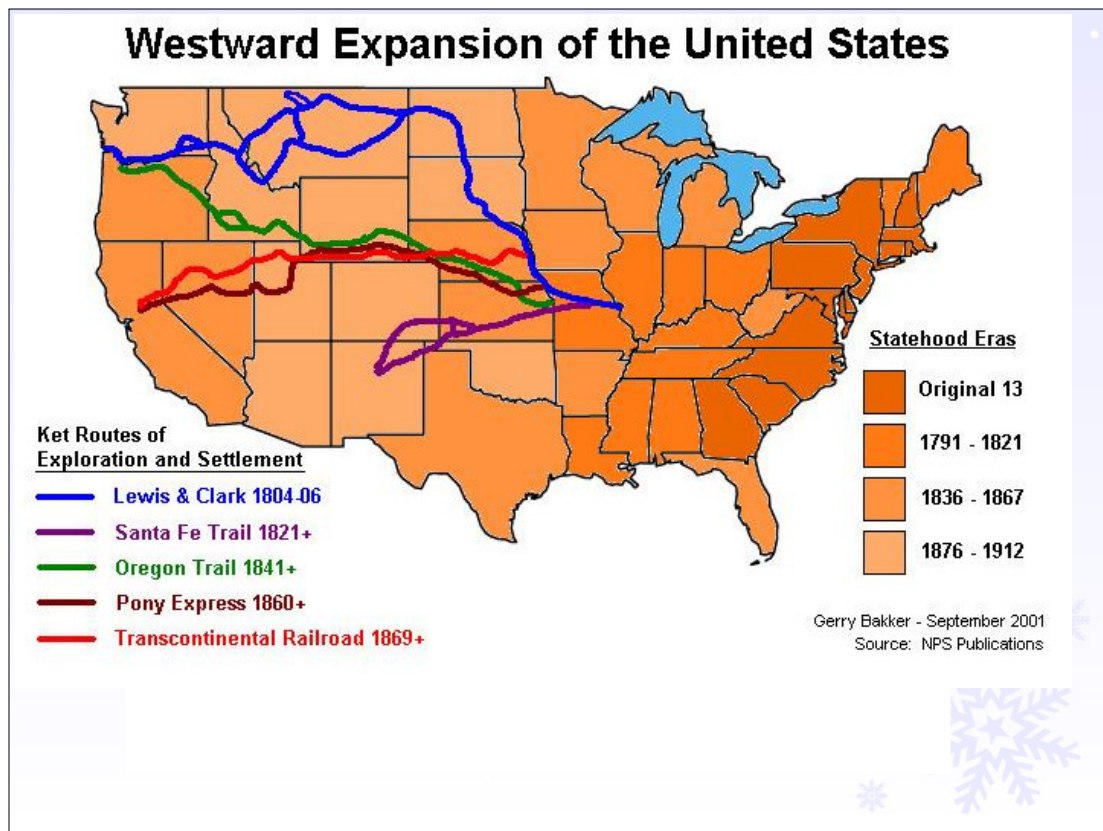 Westward Expansion of the United States
Statehood Eras
Original 13
1791 - 1821
1836 - 1867
1876 - 1912
Ket Routes of
Exploration and Settlement
Lewis & Clark 1804-06
Santa Fe Trail 1821+
Oregon Trail 1841+
Pony Express 1860+
Transcontinental Railroad 1869+
Gerry Bakker - September 2001
Source: NPS Publications